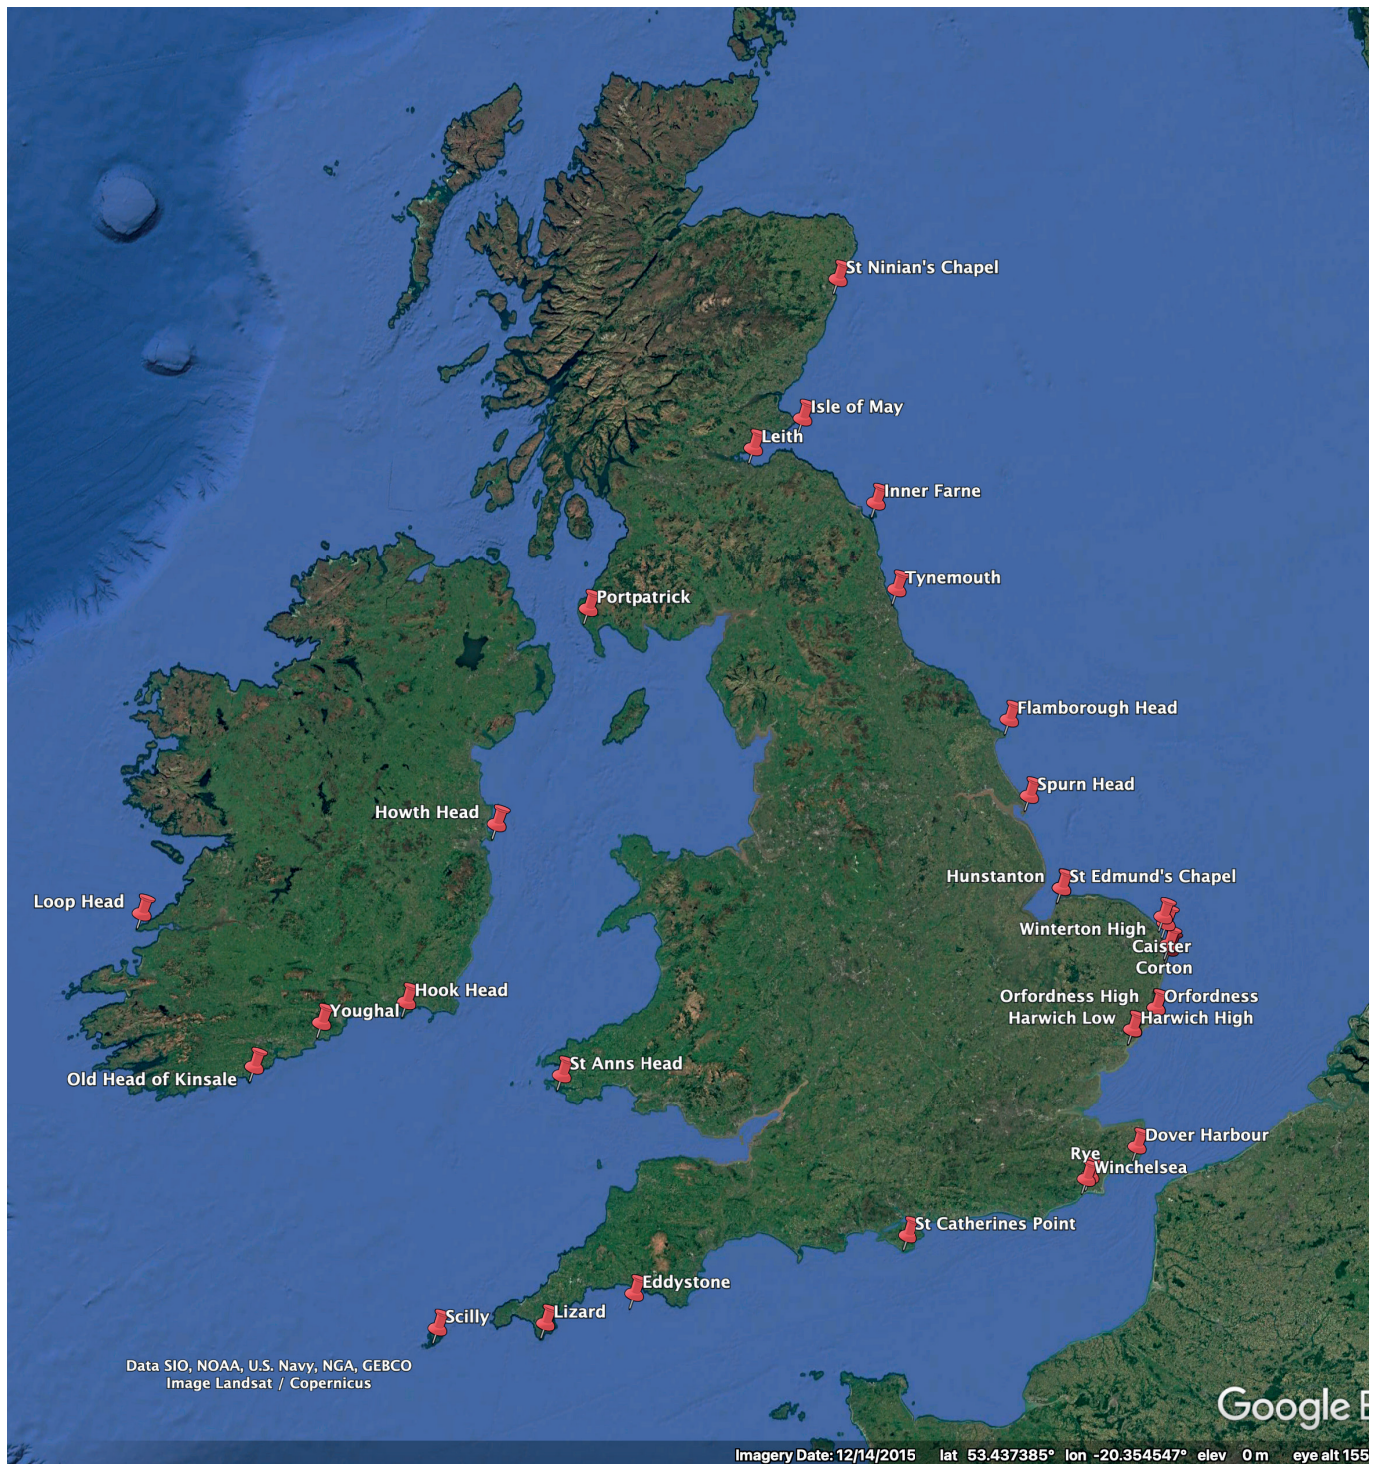 St Ninian's Chapel
Isle of May
Leith
Inner Farne
Tynemouth
Portpatrick
Flamborough Head
Spurn Head
Howth Head
Hunstanton
St Edmund's Chapel
Loop Head
Winterton High
Caister
Corton
Hook Head
Orfordness High
Orfordness
Youghal
Harwich Low
Harwich High
St Anns Head
Old Head of Kinsale
Dover Harbour
Rye
Winchelsea
St Catherines Point
Eddystone
Lizard
Scilly
Data SIO, NOAA, U.S. Navy, NGA, GEBCO
Image Landsat / Copernicus
Google E
Imagery Date: 12/14/2015 lat 53.437385° lon -20.354547° elev 0 m eye alt 155